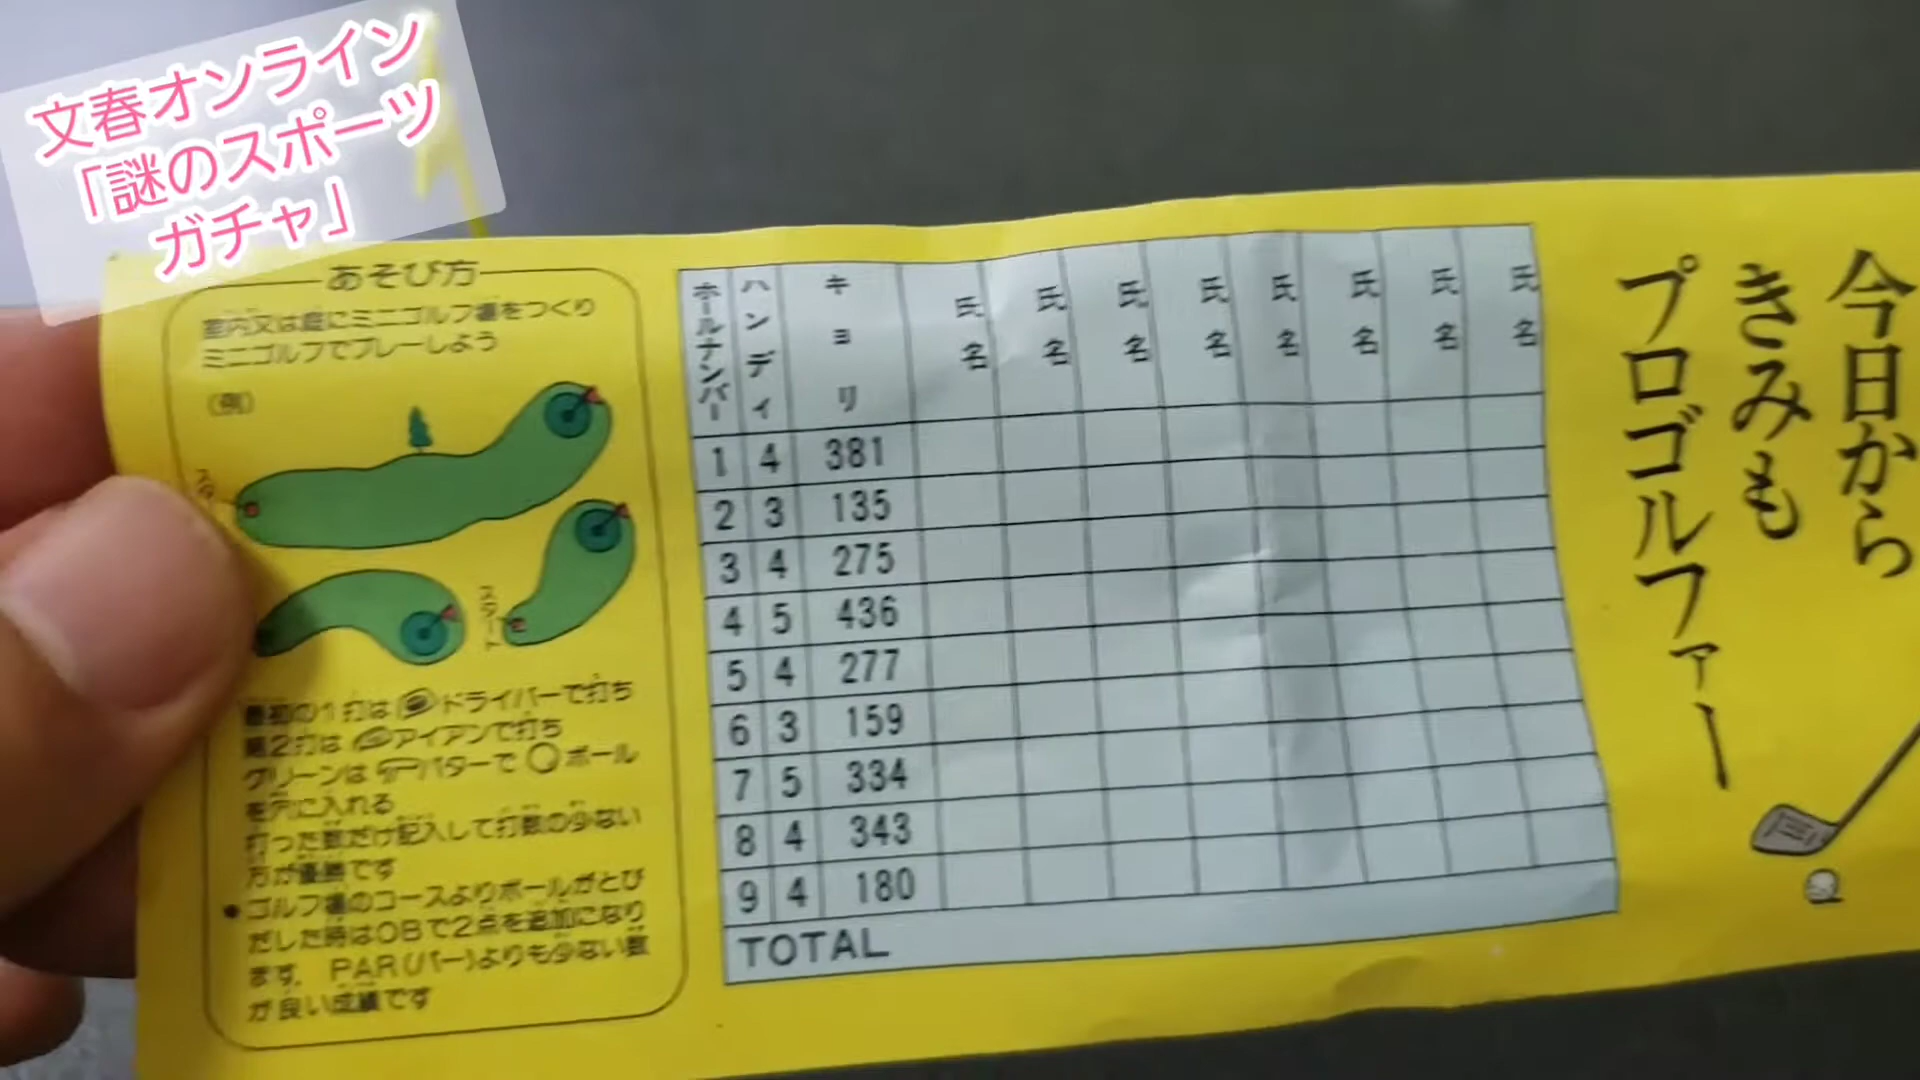 文春オンライン
「謎のスポーツ
ガチャ」
あそび方
室内又は庭にミニゴルフ場をつくり
ミニゴルフでプレーしよう
(例)
スタート
最初の1打はドライバーで打ち
第2打はアイアンで打ち
グリーンはパターでボール
を穴に入れる
打った数だけ記入して打数の少ない
方が優勝です
●ゴルフ場のコースよりボールがとび
だした時はOBで2点を追加になり
ます。PAR(パー)よりも少ない数
が良い成績です
ホールナンバー ハンディ キョリ 氏名 氏名 氏名 氏名 氏名 氏名 氏名 氏名
1 4 381
2 3 135
3 4 275
4 5 436
5 4 277
6 3 159
7 5 334
8 4 343
9 4 180
TOTAL
今日から
きみも
プロゴルファー